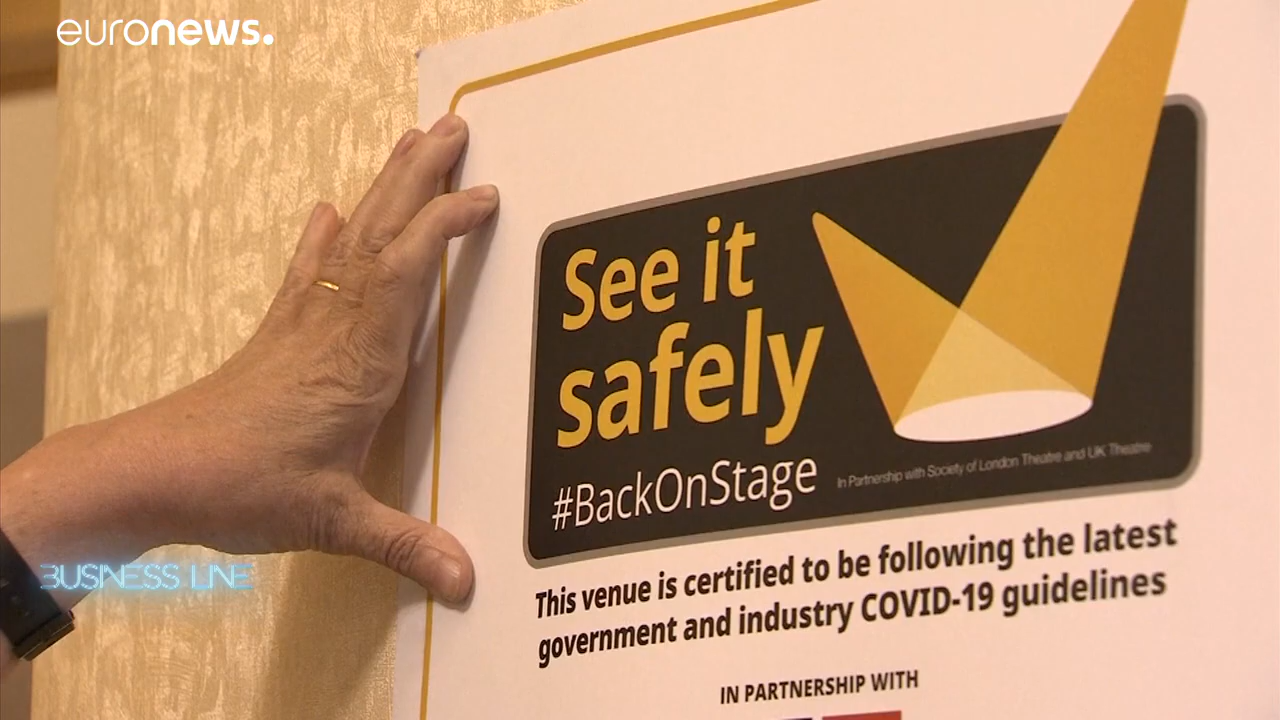 euronews.
See it
safely
#BackOnStage
In Partnership with Society of London Theatre and UK Theatre
This venue is certified to be following the latest
government and industry COVID-19 guidelines
IN PARTNERSHIP WITH
BUSINESS LINE